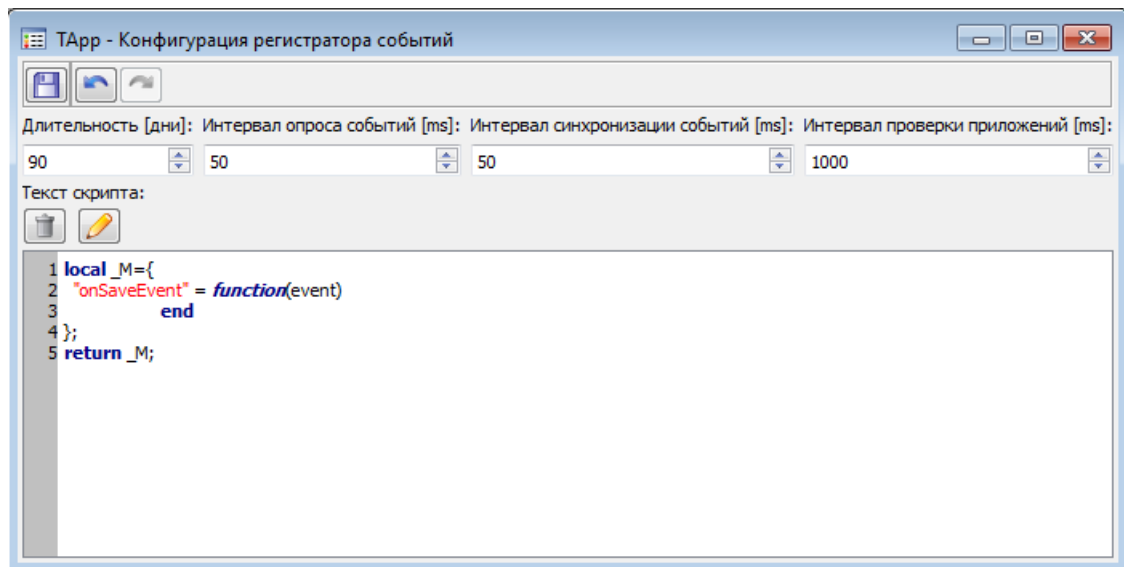 TApp - Конфигурация регистратора событий
Длительность [дни]: Интервал опроса событий [ms]: Интервал синхронизации событий [ms]: Интервал проверки приложений [ms]:
90 50 50 1000
Текст скрипта:
1 local _M={
2 "onSaveEvent" = function(event)
3 end
4 };
5 return _M;